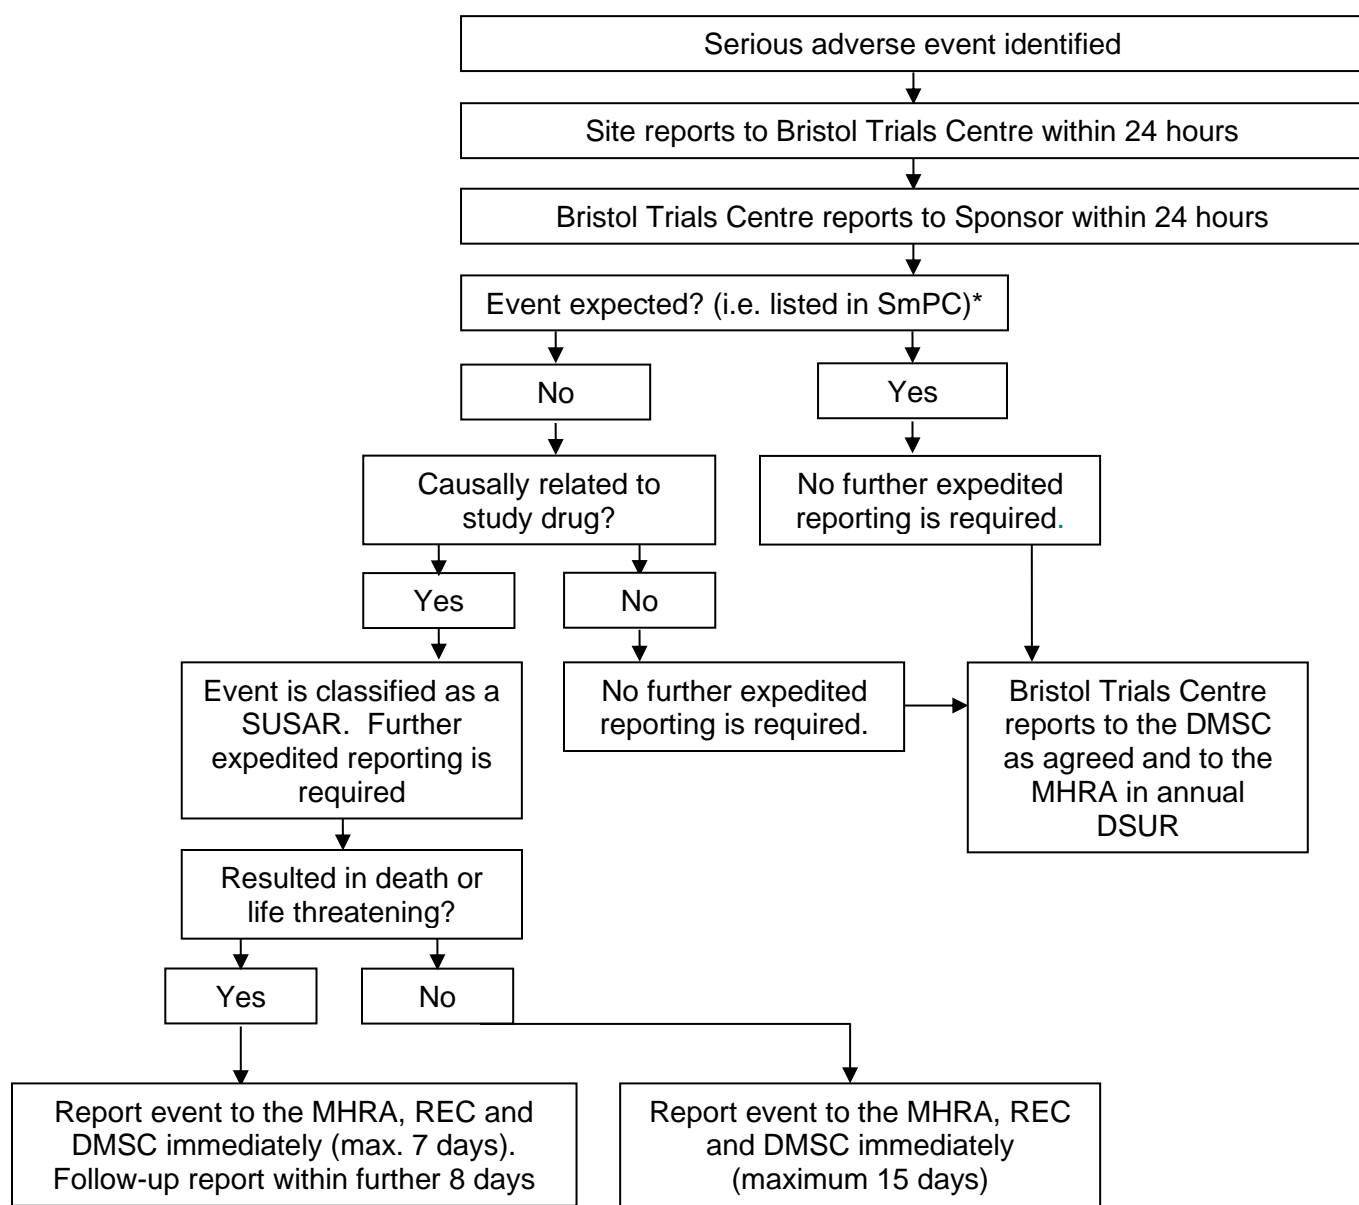 Serious adverse event identified
Site reports to Bristol Trials Centre within 24 hours
Bristol Trials Centre reports to Sponsor within 24 hours
Event expected? (i.e. listed in SmPC)*
No
Yes
Causally related to
study drug?
No further expedited
reporting is required.
Yes
No
Event is classified as a
SUSAR.  Further
expedited reporting is
required
No further expedited
reporting is required.
Bristol Trials Centre
reports to the DMSC
as agreed and to the
MHRA in annual
DSUR
Resulted in death or
life threatening?
Yes
No
Report event to the MHRA, REC and
DMSC immediately (max. 7 days).
Follow-up report within further 8 days
Report event to the MHRA, REC
and DMSC immediately
(maximum 15 days)